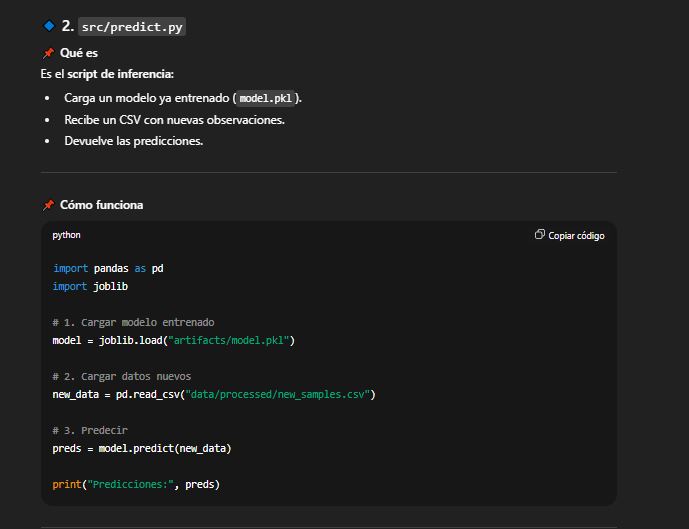 2. src/predict.py
Qué es
Es el script de inferencia:
• Carga un modelo ya entrenado (model.pkl).
• Recibe un CSV con nuevas observaciones.
• Devuelve las predicciones.
Cómo funciona
python
Copiar código
import pandas as pd
import joblib
# 1. Cargar modelo entrenado
model = joblib.load("artifacts/model.pkl")
# 2. Cargar datos nuevos
new_data = pd.read_csv("data/processed/new_samples.csv")
# 3. Predecir
preds = model.predict(new_data)
print("Predicciones:", preds)